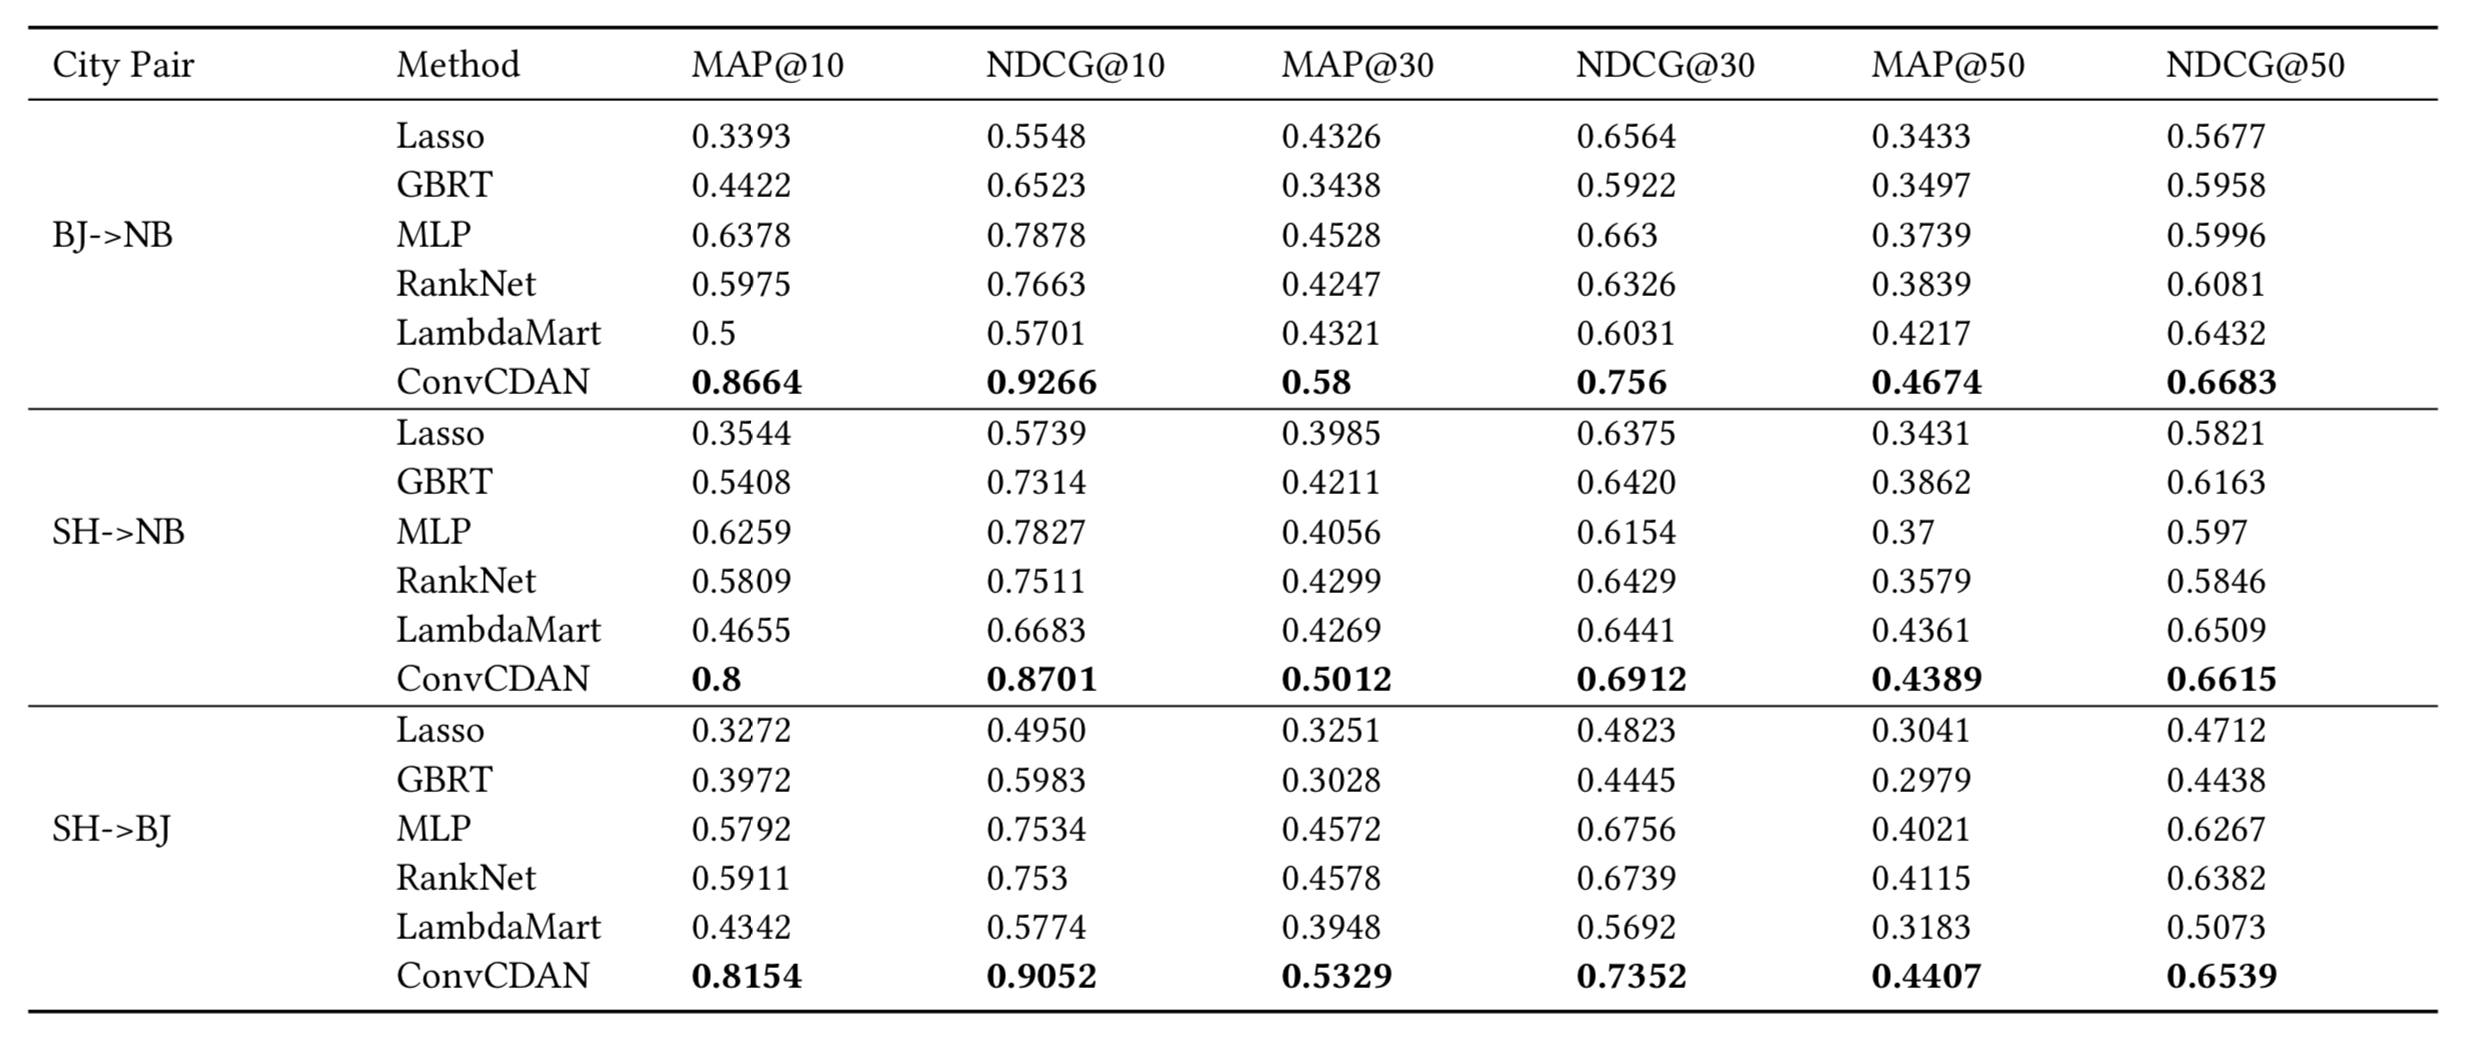 City Pair Method MAP@10 NDCG@10 MAP@30 NDCG@30 MAP@50 NDCG@50
Lasso 0.3393 0.5548 0.4326 0.6564 0.3433 0.5677
GBRT 0.4422 0.6523 0.3438 0.5922 0.3497 0.5958
BJ->NB MLP 0.6378 0.7878 0.4528 0.663 0.3739 0.5996
RankNet 0.5975 0.7663 0.4247 0.6326 0.3839 0.6081
LambdaMart 0.5 0.5701 0.4321 0.6031 0.4217 0.6432
ConvCDAN 0.8664 0.9266 0.58 0.756 0.4674 0.6683
Lasso 0.3544 0.5739 0.3985 0.6375 0.3431 0.5821
GBRT 0.5408 0.7314 0.4211 0.6420 0.3862 0.6163
SH->NB MLP 0.6259 0.7827 0.4056 0.6154 0.37 0.597
RankNet 0.5809 0.7511 0.4299 0.6429 0.3579 0.5846
LambdaMart 0.4655 0.6683 0.4269 0.6441 0.4361 0.6509
ConvCDAN 0.8 0.8701 0.5012 0.6912 0.4389 0.6615
Lasso 0.3272 0.4950 0.3251 0.4823 0.3041 0.4712
GBRT 0.3972 0.5983 0.3028 0.4445 0.2979 0.4438
SH->BJ MLP 0.5792 0.7534 0.4572 0.6756 0.4021 0.6267
RankNet 0.5911 0.753 0.4578 0.6739 0.4115 0.6382
LambdaMart 0.4342 0.5774 0.3948 0.5692 0.3183 0.5073
ConvCDAN 0.8154 0.9052 0.5329 0.7352 0.4407 0.6539